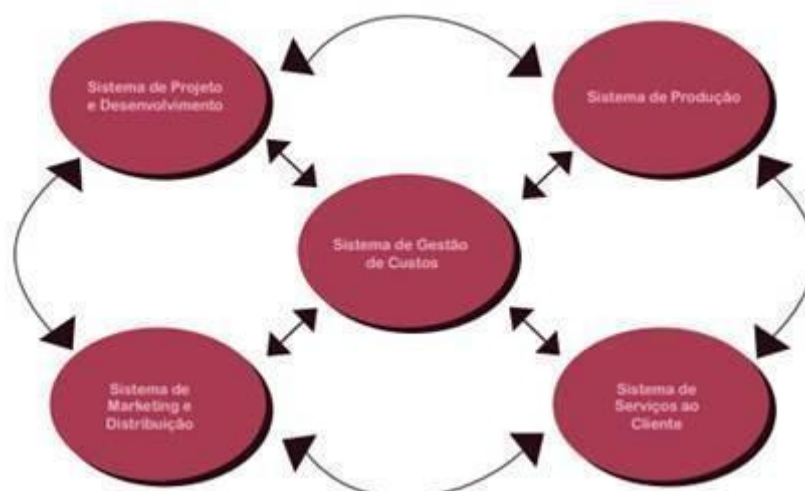 Sistema de Projeto
e Desenvolvimento
Sistema de Produção
Sistema de Gestão
de Custos
Sistema de
Marketing e
Distribuição
Sistema de
Serviços ao
Cliente